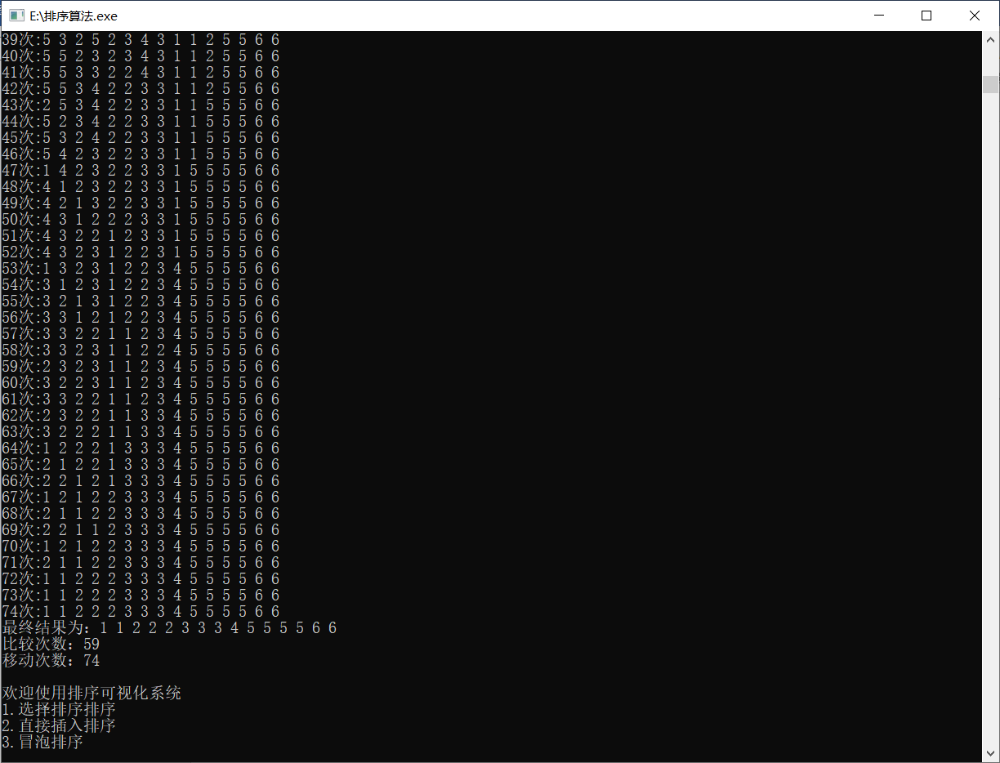 E:\排序算法.exe
39次:5 3 2 5 2 3 4 3 1 1 2 5 5 6 6
40次:5 5 2 3 2 3 4 3 1 1 2 5 5 6 6
41次:5 5 3 3 2 2 4 3 1 1 2 5 5 6 6
42次:5 5 3 4 2 2 3 3 1 1 2 5 5 6 6
43次:2 5 3 4 2 2 3 3 1 1 5 5 5 6 6
44次:5 2 3 4 2 2 3 3 1 1 5 5 5 6 6
45次:5 3 2 4 2 2 3 3 1 1 5 5 5 6 6
46次:5 4 2 3 2 2 3 3 1 1 5 5 5 6 6
47次:1 4 2 3 2 2 3 3 1 5 5 5 5 6 6
48次:4 1 2 3 2 2 3 3 1 5 5 5 5 6 6
49次:4 2 1 3 2 2 3 3 1 5 5 5 5 6 6
50次:4 3 1 2 2 2 3 3 1 5 5 5 5 6 6
51次:4 3 2 2 1 2 3 3 1 5 5 5 5 6 6
52次:4 3 2 3 1 2 2 3 1 5 5 5 5 6 6
53次:1 3 2 3 1 2 2 3 4 5 5 5 5 6 6
54次:3 1 2 3 1 2 2 3 4 5 5 5 5 6 6
55次:3 2 1 3 1 2 2 3 4 5 5 5 5 6 6
56次:3 3 1 2 1 2 2 3 4 5 5 5 5 6 6
57次:3 3 2 2 1 1 2 3 4 5 5 5 5 6 6
58次:3 3 2 3 1 1 2 2 4 5 5 5 5 6 6
59次:2 3 2 3 1 1 2 3 4 5 5 5 5 6 6
60次:3 2 2 3 1 1 2 3 4 5 5 5 5 6 6
61次:3 3 2 2 1 1 2 3 4 5 5 5 5 6 6
62次:2 3 2 2 1 1 3 3 4 5 5 5 5 6 6
63次:3 2 2 2 1 1 3 3 4 5 5 5 5 6 6
64次:1 2 2 2 1 3 3 3 4 5 5 5 5 6 6
65次:2 1 2 2 1 3 3 3 4 5 5 5 5 6 6
66次:2 2 1 2 1 3 3 3 4 5 5 5 5 6 6
67次:1 2 1 2 2 3 3 3 4 5 5 5 5 6 6
68次:2 1 1 2 2 3 3 3 4 5 5 5 5 6 6
69次:2 2 1 1 2 3 3 3 4 5 5 5 5 6 6
70次:1 2 1 2 2 3 3 3 4 5 5 5 5 6 6
71次:2 1 1 2 2 3 3 3 4 5 5 5 5 6 6
72次:1 1 2 2 2 3 3 3 4 5 5 5 5 6 6
73次:1 1 2 2 2 3 3 3 4 5 5 5 5 6 6
74次:1 1 2 2 2 3 3 3 4 5 5 5 5 6 6
最终结果为: 1 1 2 2 2 3 3 3 4 5 5 5 5 6 6
比较次数: 59
移动次数: 74
欢迎使用排序可视化系统
1.选择排序排序
2.直接插入排序
3.冒泡排序